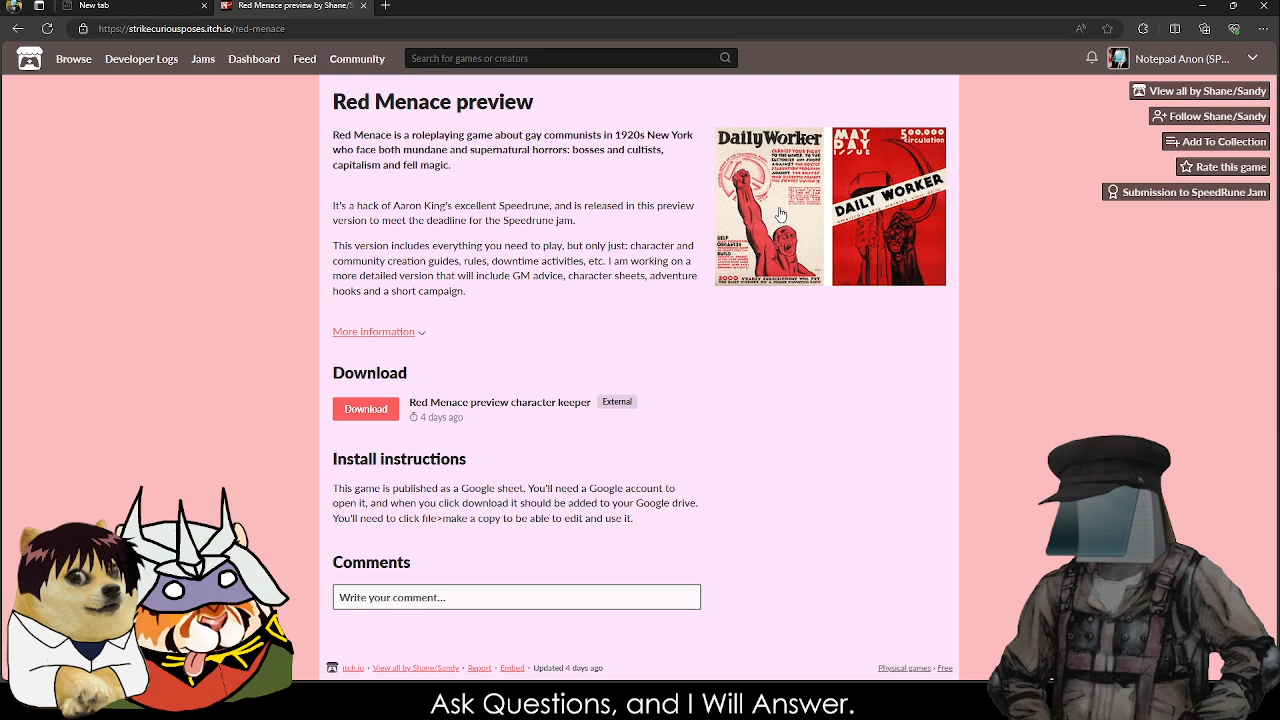 New tab
Red Menace preview by Shane/S
https://strikecuriousposes.itch.io/red-menace
Browse
Developer Logs
Jams
Dashboard
Feed
Community
Search for games or creators
Notepad Anon (SP...
View all by Shane/Sandy
Follow Shane/Sandy
Add To Collection
Rate this game
Submission to SpeedRune Jam
Red Menace preview
Red Menace is a roleplaying game about gay communists in 1920s New York
who face both mundane and supernatural horrors: bosses and cultists,
capitalism and fell magic.
It's a hack of Aaron King's excellent Speedrune, and is released in this preview
version to meet the deadline for the Speedrune jam.
This version includes everything you need to play, but only just: character and
community creation guides, rules, downtime activities, etc. I am working on a
more detailed version that will include GM advice, character sheets, adventure
hooks and a short campaign.
More information
Daily Worker
MAY
DAY
ISSUE
500,000
circulation
DAILY WORKER
Download
Download
Red Menace preview character keeper
External
4 days ago
Install instructions
This game is published as a Google sheet. You'll need a Google account to
open it, and when you click download it should be added to your Google drive.
You'll need to click file>make a copy to be able to edit and use it.
Comments
Write your comment...
itch.io · View all by Shane/Sandy · Report · Embed · Updated 4 days ago
Physical games › Free
Ask Questions, and I Will Answer.